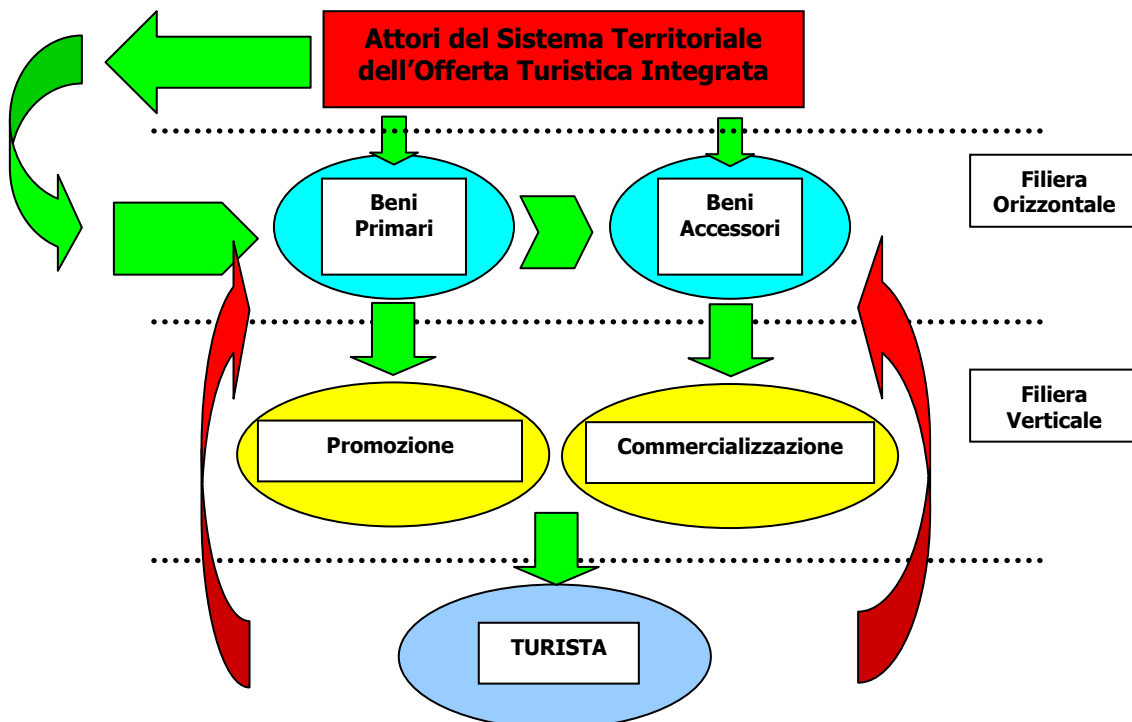 Attori del Sistema Territoriale
dell’Offerta Turistica Integrata
Beni
Primari
Beni
Accessori
Filiera
Orizzontale
Promozione
Commercializzazione
Filiera
Verticale
TURISTA